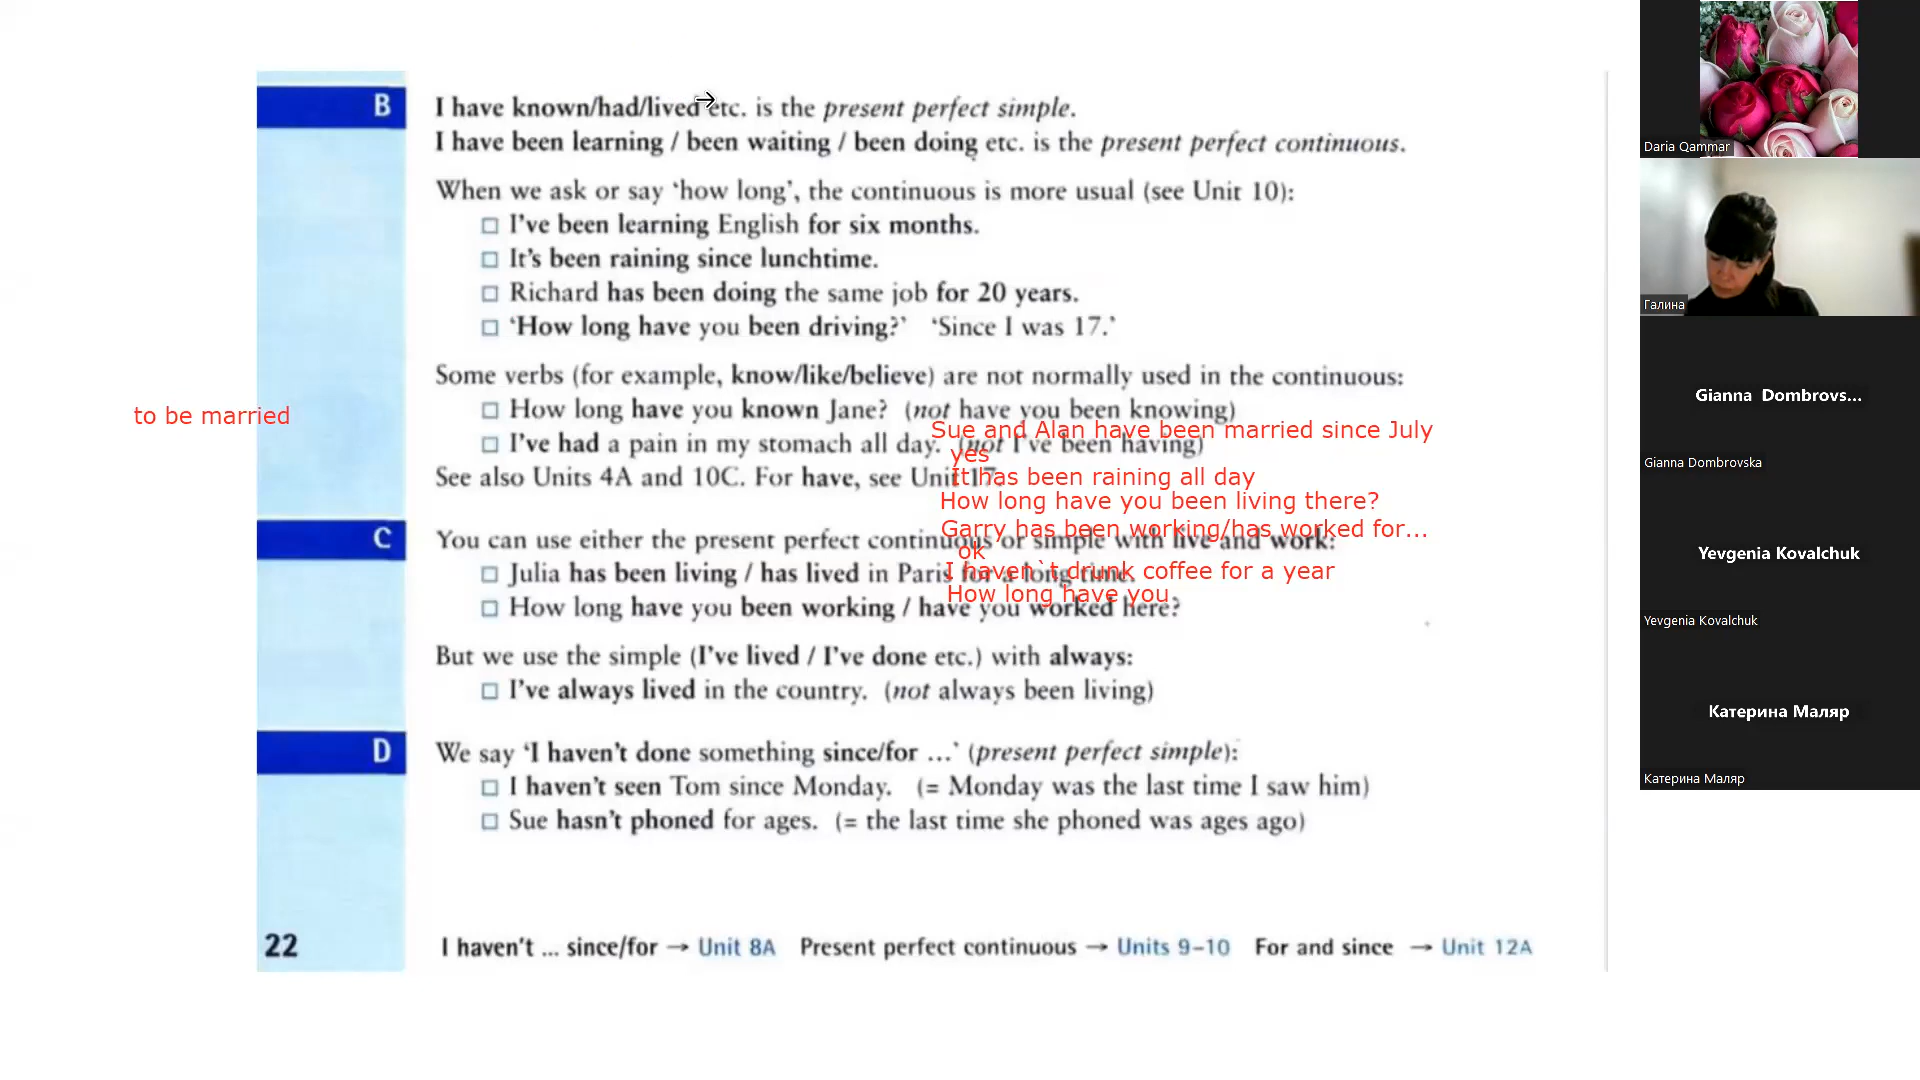 B
I have known/had/lived etc. is the present perfect simple.
I have been learning / been waiting / been doing etc. is the present perfect continuous.
When we ask or say ‘how long’, the continuous is more usual (see Unit 10):
I’ve been learning English for six months.
It’s been raining since lunchtime.
Richard has been doing the same job for 20 years.
‘How long have you been driving?’ ‘Since I was 17.’
Some verbs (for example, know/like/believe) are not normally used in the continuous:
How long have you known Jane? (not have you been knowing)
I’ve had a pain in my stomach all day. (not I’ve been having)
See also Units 4A and 10C. For have, see Unit 17.
to be married
Sue and Alan have been married since July
yes
It has been raining all day
How long have you been living there?
Garry has been working/has worked for...
ok
I haven`t drunk coffee for a year
How long have you
C
You can use either the present perfect continuous or simple with live and work:
Julia has been living / has lived in Paris for a long time.
How long have you been working / have you worked here?
But we use the simple (I’ve lived / I’ve done etc.) with always:
I’ve always lived in the country. (not always been living)
D
We say ‘I haven’t done something since/for ...’ (present perfect simple):
I haven’t seen Tom since Monday. (= Monday was the last time I saw him)
Sue hasn’t phoned for ages. (= the last time she phoned was ages ago)
22
I haven’t ... since/for → Unit 8A Present perfect continuous → Units 9–10 For and since → Unit 12A
Daria Qammar
Галина
Gianna Dombrovs...
Gianna Dombrovska
Yevgenia Kovalchuk
Yevgenia Kovalchuk
Катерина Маляр
Катерина Маляр